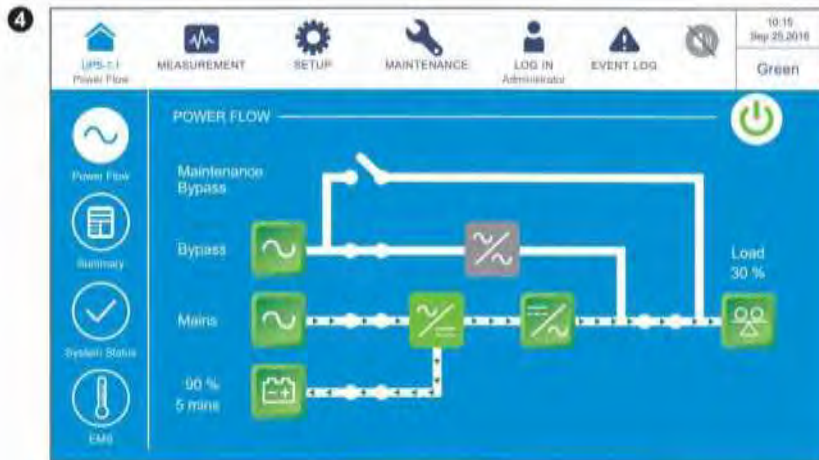 4
UPS-1.1
Power Flow
MEASUREMENT
SETUP
MAINTENANCE
LOG IN
Administrator
EVENT LOG
10:15
Sep 25,2016
Green
POWER FLOW
Power Flow
Maintenance
Bypass
Bypass
Summary
Load
30 %
Mains
System Status
90 %
5 mins
EMS